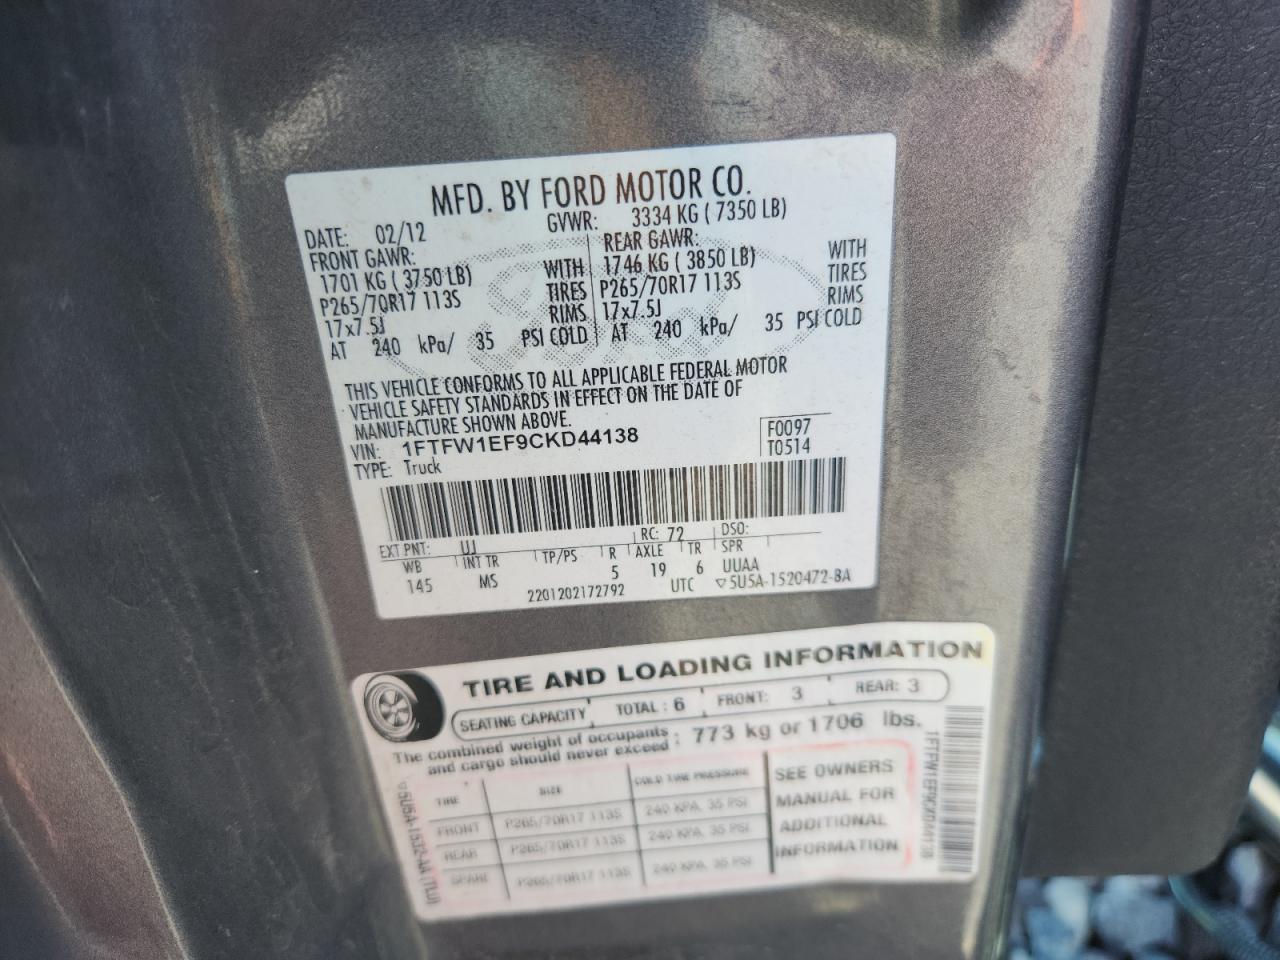 MFD. BY FORD MOTOR CO.
DATE: 02/12 GVWR: 3334 KG ( 7350 LB)
FRONT GAWR: REAR GAWR:
1701 KG ( 3750 LB) WITH 1746 KG ( 3850 LB) WITH
P265/70R17 113S TIRES P265/70R17 113S TIRES
17x7.5J RIMS 17x7.5J RIMS
AT 240 kPa/ 35 PSI COLD AT 240 kPa/ 35 PSI COLD
THIS VEHICLE CONFORMS TO ALL APPLICABLE FEDERAL MOTOR
VEHICLE SAFETY STANDARDS IN EFFECT ON THE DATE OF
MANUFACTURE SHOWN ABOVE.
VIN: 1FTFW1EF9CKD44138 F0097
TYPE: Truck T0514
EXT PNT: UJ RC: 72 DSO:
WB INT TR TP/PS R AXLE TR SPR
145 MS 5 19 6 UUAA
2201202172792 UTC ▽5U5A-1520472-BA
TIRE AND LOADING INFORMATION
SEATING CAPACITY TOTAL : 6 FRONT: 3 REAR: 3
The combined weight of occupants
and cargo should never exceed : 773 kg or 1706 lbs.
TIRE SIZE COLD TIRE PRESSURE
FRONT P265/70R17 113S 240 KPA, 35 PSI
REAR P265/70R17 113S 240 KPA, 35 PSI
SPARE P265/70R17 113S 240 KPA, 35 PSI
SEE OWNERS
MANUAL FOR
ADDITIONAL
INFORMATION
1FTFW1EF9CKD44138